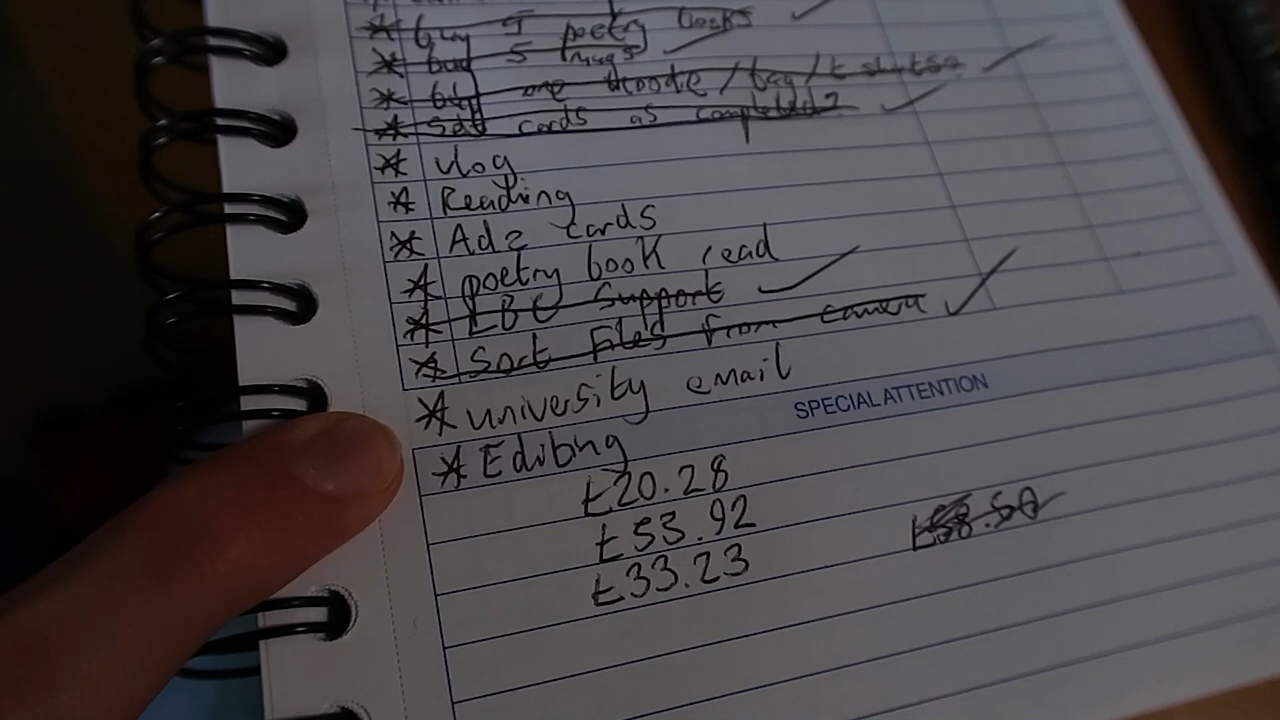 * buy 5 poetry books
* buy 5 mugs
* buy one hoodie / bag / t shirts?
* cards as completed?
* vlog
* Reading
* Ad2 cards
* poetry book read
* LBC Support
* Sort Files from camera
* university email
SPECIAL ATTENTION
* Editing
£20.28
£53.92
£33.23